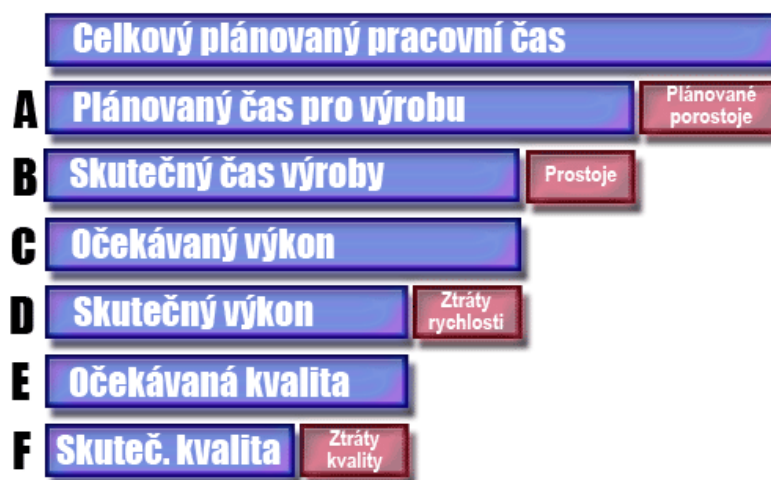 Celkový plánovaný pracovní čas
A Plánovaný čas pro výrobu Plánované
porostoje
B Skutečný čas výroby Prostoje
C Očekávaný výkon
D Skutečný výkon Ztráty
rychlosti
E Očekávaná kvalita
F Skuteč. kvalita Ztráty
kvality